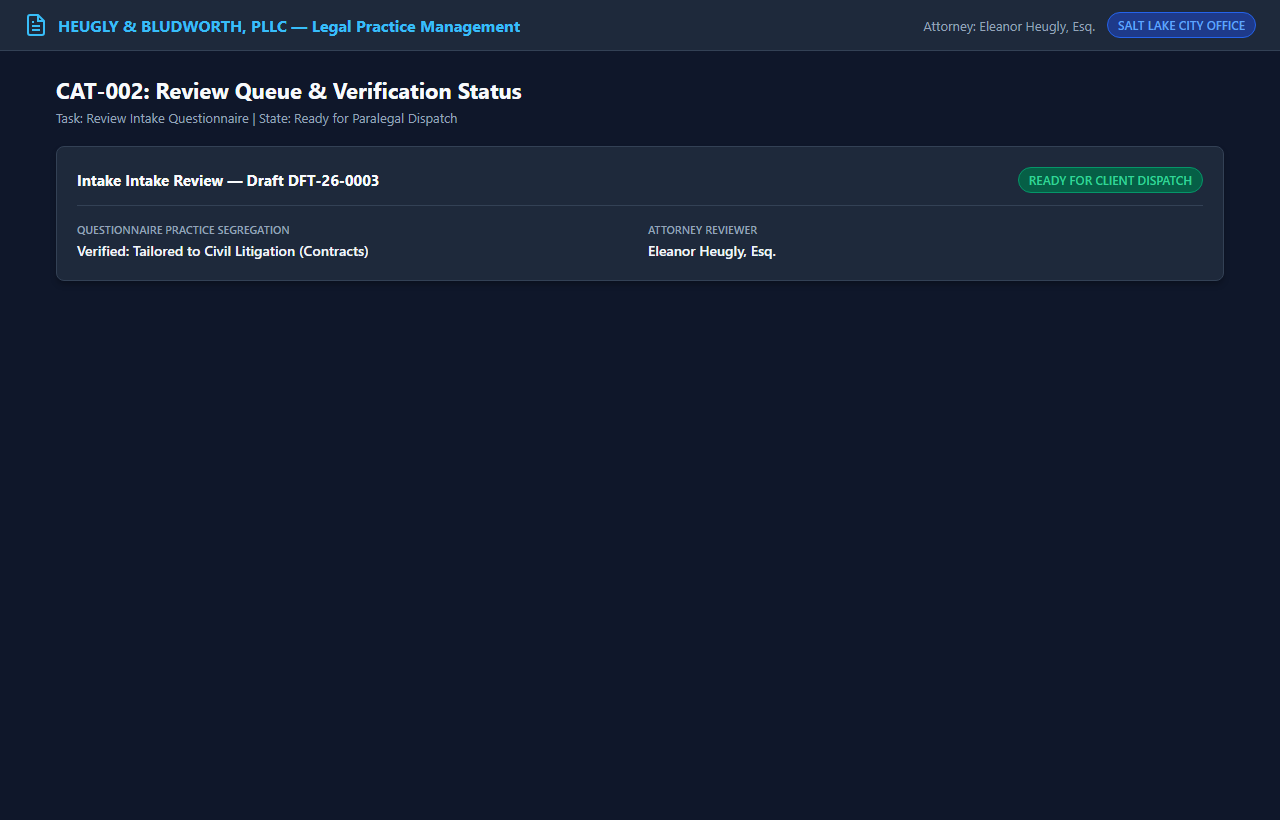 HEUGLY & BLUDWORTH, PLLC — Legal Practice Management
Attorney: Eleanor Heugly, Esq.
SALT LAKE CITY OFFICE
CAT-002: Review Queue & Verification Status
Task: Review Intake Questionnaire | State: Ready for Paralegal Dispatch
Intake Intake Review — Draft DFT-26-0003
READY FOR CLIENT DISPATCH
QUESTIONNAIRE PRACTICE SEGREGATION
Verified: Tailored to Civil Litigation (Contracts)
ATTORNEY REVIEWER
Eleanor Heugly, Esq.